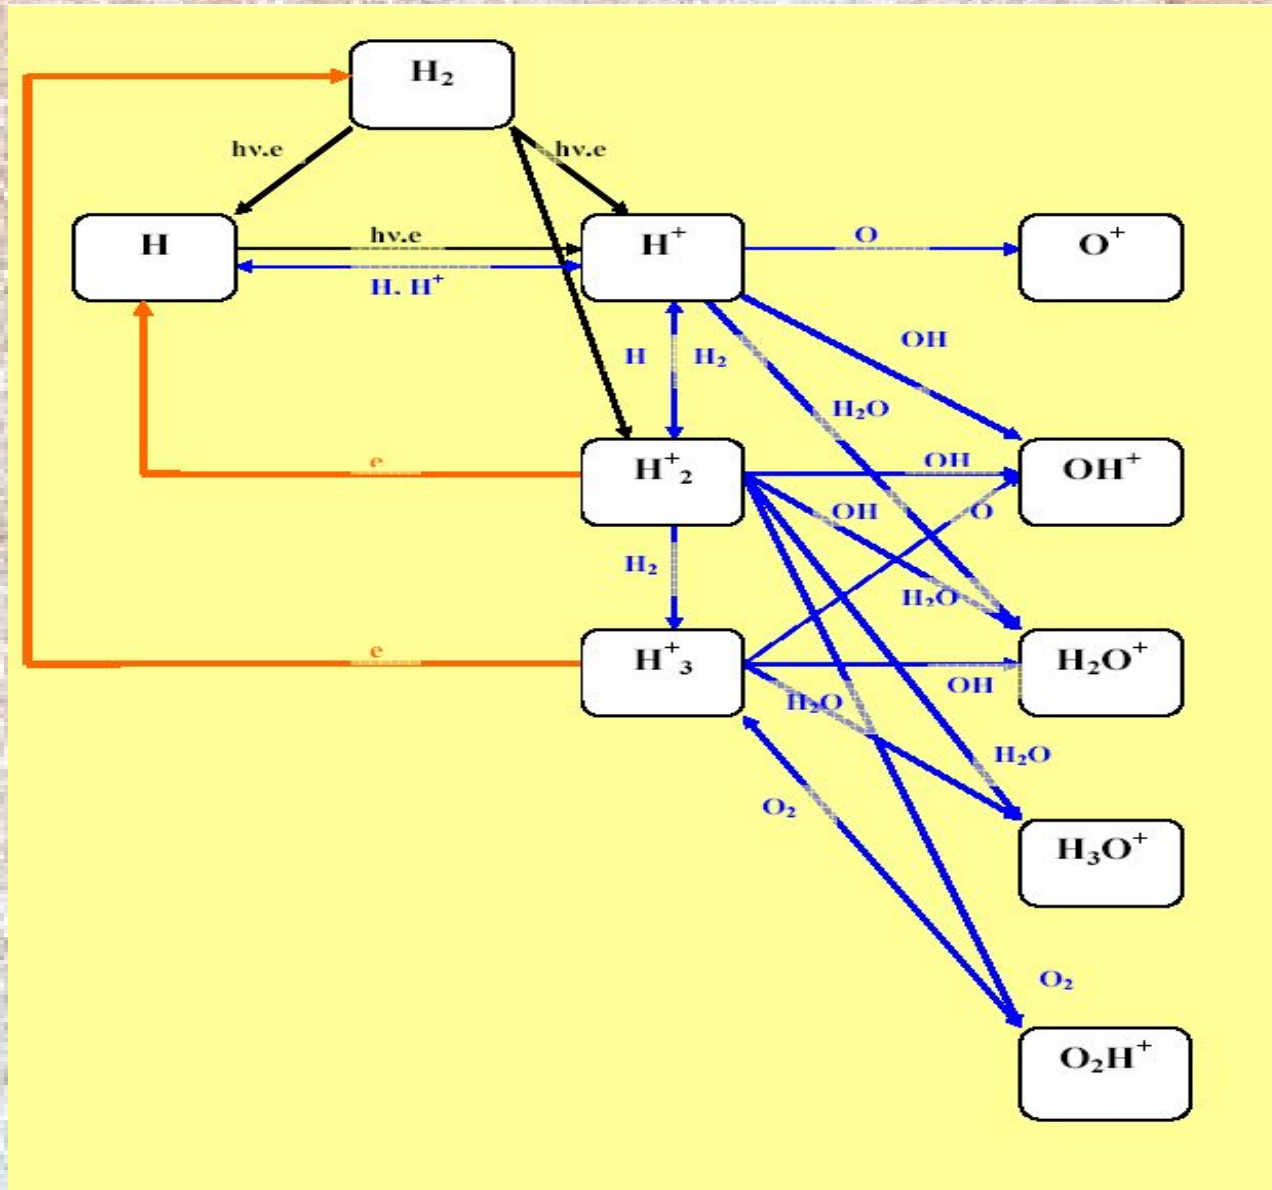 H₂
hν.e
hν.e
H
hν.e
H⁺
O
O⁺
H. H⁺
OH
H
H₂
H₂O
e
H⁺₂
OH
OH⁺
OH
O
H₂
H₂O
e
H⁺₃
H₂O⁺
OH
H₂O
H₂O
O₂
H₃O⁺
O₂
O₂H⁺